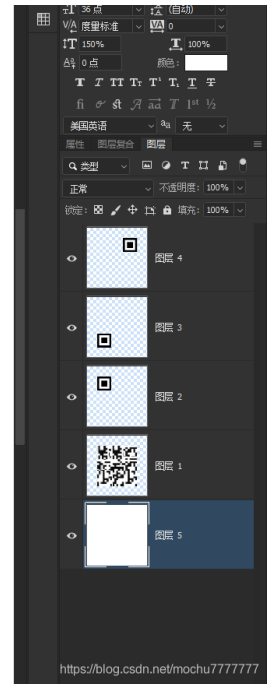 36 点 (自动)
V/A 度量标准 VA 0
T 150% T 100%
0 点 颜色:
T T TT Tт T¹ T₁ T T
fi st A aa T 1st ½
美国英语 aa 无
属性 图层复合 图层
类型 T
正常 不透明度: 100%
锁定: 填充: 100%
图层 4
图层 3
图层 2
图层 1
图层 5
https://blog.csdn.net/mochu7777777